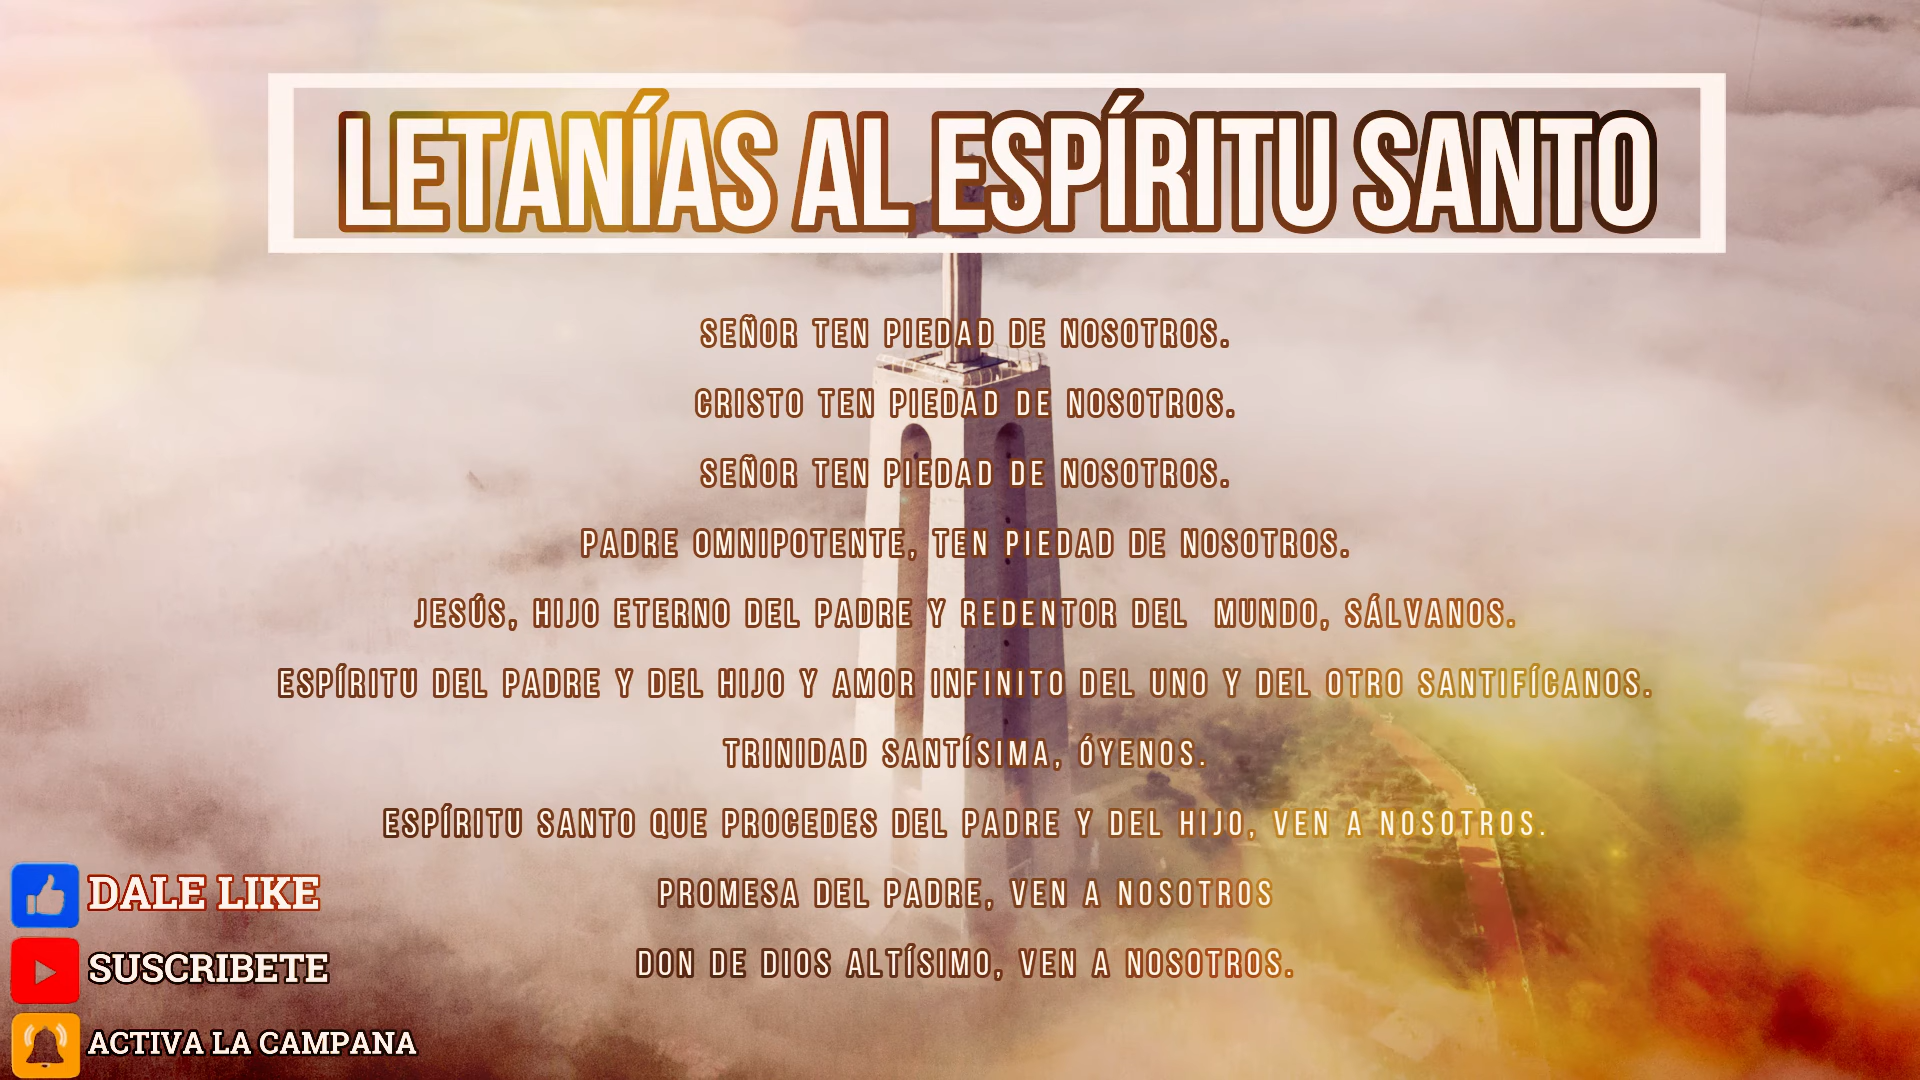 LETANÍAS AL ESPÍRITU SANTO
SEÑOR TEN PIEDAD DE NOSOTROS.
CRISTO TEN PIEDAD DE NOSOTROS.
SEÑOR TEN PIEDAD DE NOSOTROS.
PADRE OMNIPOTENTE, TEN PIEDAD DE NOSOTROS.
JESÚS, HIJO ETERNO DEL PADRE Y REDENTOR DEL MUNDO, SÁLVANOS.
ESPÍRITU DEL PADRE Y DEL HIJO Y AMOR INFINITO DEL UNO Y DEL OTRO SANTIFÍCANOS.
TRINIDAD SANTÍSIMA, ÓYENOS.
ESPÍRITU SANTO QUE PROCEDES DEL PADRE Y DEL HIJO, VEN A NOSOTROS.
PROMESA DEL PADRE, VEN A NOSOTROS
DON DE DIOS ALTÍSIMO, VEN A NOSOTROS.
DALE LIKE
SUSCRIBETE
ACTIVA LA CAMPANA